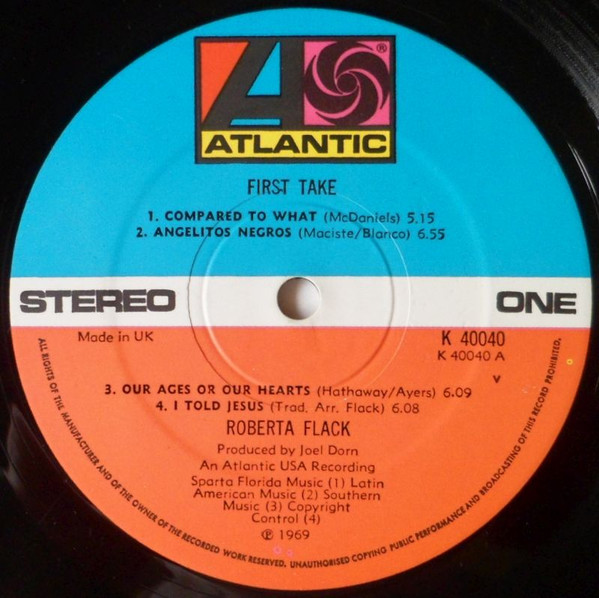 A
®
ATLANTIC
FIRST TAKE
1. COMPARED TO WHAT (McDaniels) 5.15
2. ANGELITOS NEGROS (Maciste/Blanco) 6.55
STEREO
ONE
Made in UK
K 40040
K 40040 A
V
3. OUR AGES OR OUR HEARTS (Hathaway/Ayers) 6.09
4. I TOLD JESUS (Trad. Arr. Flack) 6.08
ROBERTA FLACK
Produced by Joel Dorn
An Atlantic USA Recording
Sparta Florida Music (1) Latin
American Music (2) Southern
Music (3) Copyright
Control (4)
℗ 1969
ALL RIGHTS OF THE MANUFACTURER AND OF THE OWNER OF THE RECORDED WORK RESERVED. UNAUTHORISED COPYING PUBLIC PERFORMANCE AND BROADCASTING OF THIS RECORD PROHIBITED.